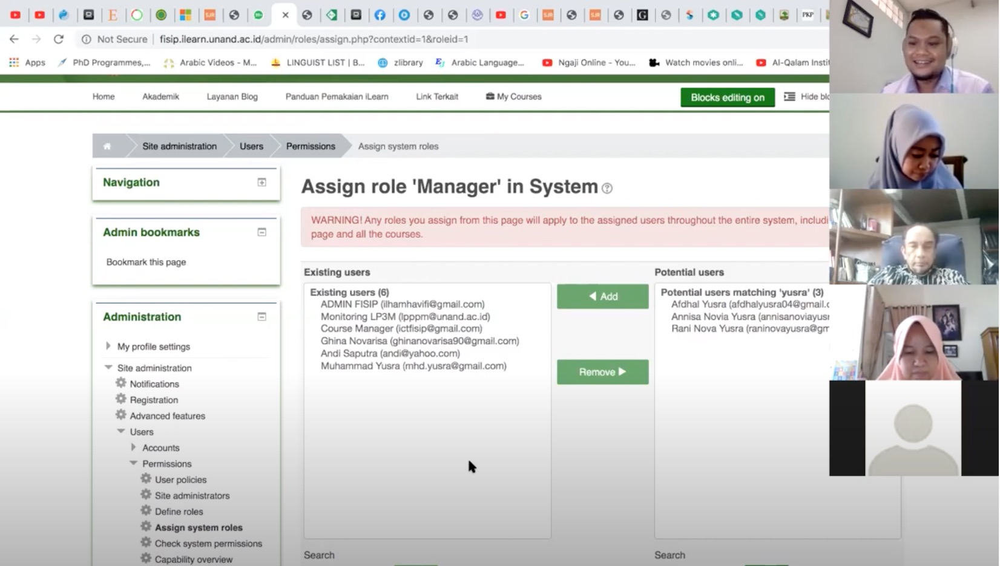 SJR
99+
SJR
SJR
G
PKP
Not Secure | fisip.ilearn.unand.ac.id/admin/roles/assign.php?contextid=1&roleid=1
Apps
PhD Programmes,...
Arabic Videos - M...
LINGUIST LIST | B...
zlibrary
Arabic Language...
Ngaji Online - You...
Watch movies onli...
Al-Qalam Instit
Home
Akademik
Layanan Blog
Panduan Pemakaian iLearn
Link Terkait
My Courses
Blocks editing on
Hide blo
Site administration
Users
Permissions
Assign system roles
Navigation
Admin bookmarks
Bookmark this page
Administration
My profile settings
Site administration
Notifications
Registration
Advanced features
Users
Accounts
Permissions
User policies
Site administrators
Define roles
Assign system roles
Check system permissions
Capability overview
Assign role 'Manager' in System
WARNING! Any roles you assign from this page will apply to the assigned users throughout the entire system, includi
page and all the courses.
Existing users
Existing users (6)
ADMIN FISIP (ilhamhavifi@gmail.com)
Monitoring LP3M (lpppm@unand.ac.id)
Course Manager (ictfisip@gmail.com)
Ghina Novarisa (ghinanovarisa90@gmail.com)
Andi Saputra (andi@yahoo.com)
Muhammad Yusra (mhd.yusra@gmail.com)
Search
Add
Remove
Potential users
Potential users matching 'yusra' (3)
Afdhal Yusra (afdhalyusra04@gmail.c
Annisa Novia Yusra (annisanoviayusr
Rani Nova Yusra (raninovayusra@gm
Search